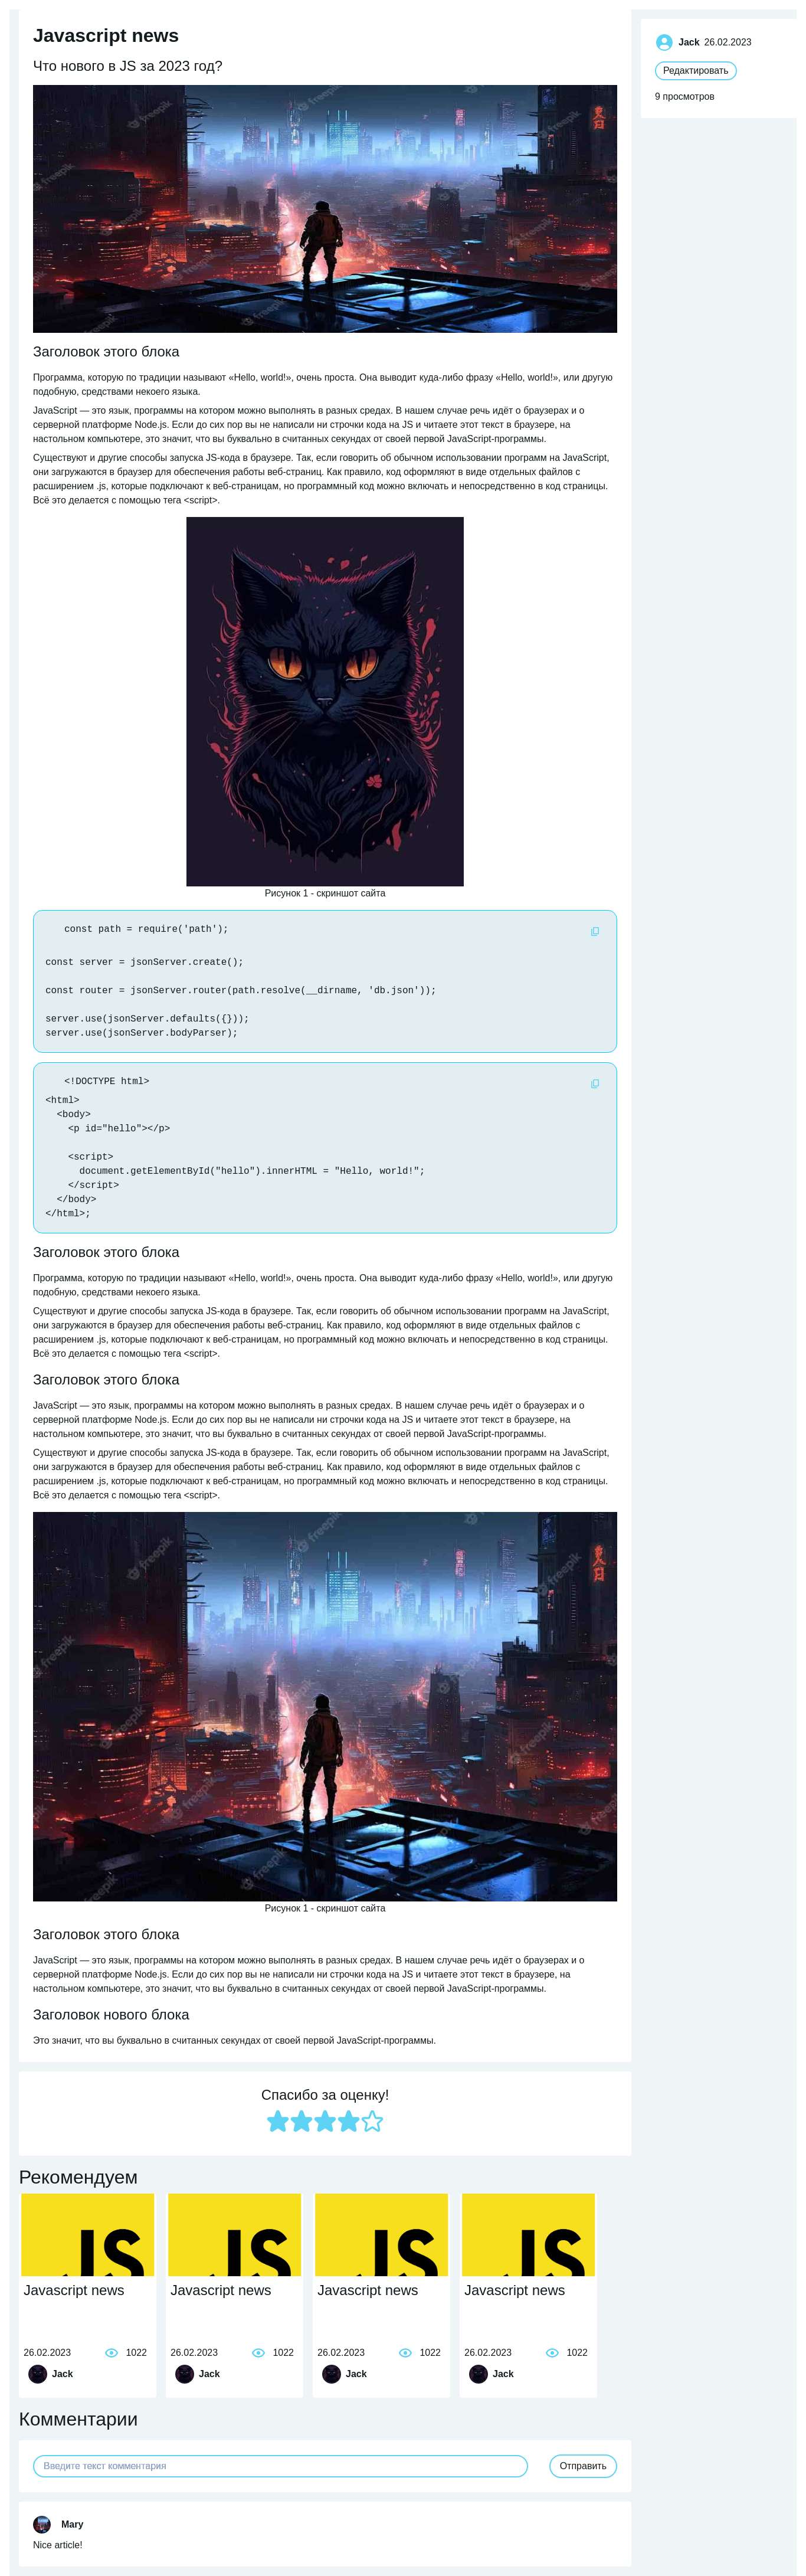 Javascript news
Что нового в JS за 2023 год?
Jack 26.02.2023
Редактировать
9 просмотров
Заголовок этого блока
Программа, которую по традиции называют «Hello, world!», очень проста. Она выводит куда-либо фразу «Hello, world!», или другую
подобную, средствами некоего языка.
JavaScript — это язык, программы на котором можно выполнять в разных средах. В нашем случае речь идёт о браузерах и о
серверной платформе Node.js. Если до сих пор вы не написали ни строчки кода на JS и читаете этот текст в браузере, на
настольном компьютере, это значит, что вы буквально в считанных секундах от своей первой JavaScript-программы.
Существуют и другие способы запуска JS-кода в браузере. Так, если говорить об обычном использовании программ на JavaScript,
они загружаются в браузер для обеспечения работы веб-страниц. Как правило, код оформляют в виде отдельных файлов с
расширением .js, которые подключают к веб-страницам, но программный код можно включать и непосредственно в код страницы.
Всё это делается с помощью тега <script>.
Рисунок 1 - скриншот сайта
const path = require('path');
const server = jsonServer.create();
const router = jsonServer.router(path.resolve(__dirname, 'db.json'));
server.use(jsonServer.defaults({}));
server.use(jsonServer.bodyParser);
<!DOCTYPE html>
<html>
<body>
<p id="hello"></p>
<script>
document.getElementById("hello").innerHTML = "Hello, world!";
</script>
</body>
</html>;
Заголовок этого блока
Программа, которую по традиции называют «Hello, world!», очень проста. Она выводит куда-либо фразу «Hello, world!», или другую
подобную, средствами некоего языка.
Существуют и другие способы запуска JS-кода в браузере. Так, если говорить об обычном использовании программ на JavaScript,
они загружаются в браузер для обеспечения работы веб-страниц. Как правило, код оформляют в виде отдельных файлов с
расширением .js, которые подключают к веб-страницам, но программный код можно включать и непосредственно в код страницы.
Всё это делается с помощью тега <script>.
Заголовок этого блока
JavaScript — это язык, программы на котором можно выполнять в разных средах. В нашем случае речь идёт о браузерах и о
серверной платформе Node.js. Если до сих пор вы не написали ни строчки кода на JS и читаете этот текст в браузере, на
настольном компьютере, это значит, что вы буквально в считанных секундах от своей первой JavaScript-программы.
Существуют и другие способы запуска JS-кода в браузере. Так, если говорить об обычном использовании программ на JavaScript,
они загружаются в браузер для обеспечения работы веб-страниц. Как правило, код оформляют в виде отдельных файлов с
расширением .js, которые подключают к веб-страницам, но программный код можно включать и непосредственно в код страницы.
Всё это делается с помощью тега <script>.
freepik
Рисунок 1 - скриншот сайта
Заголовок этого блока
JavaScript — это язык, программы на котором можно выполнять в разных средах. В нашем случае речь идёт о браузерах и о
серверной платформе Node.js. Если до сих пор вы не написали ни строчки кода на JS и читаете этот текст в браузере, на
настольном компьютере, это значит, что вы буквально в считанных секундах от своей первой JavaScript-программы.
Заголовок нового блока
Это значит, что вы буквально в считанных секундах от своей первой JavaScript-программы.
Спасибо за оценку!
Рекомендуем
JS JS JS JS
Javascript news Javascript news Javascript news Javascript news
26.02.2023 1022 26.02.2023 1022 26.02.2023 1022 26.02.2023 1022
Jack Jack Jack Jack
Комментарии
Введите текст комментария Отправить
Mary
Nice article!